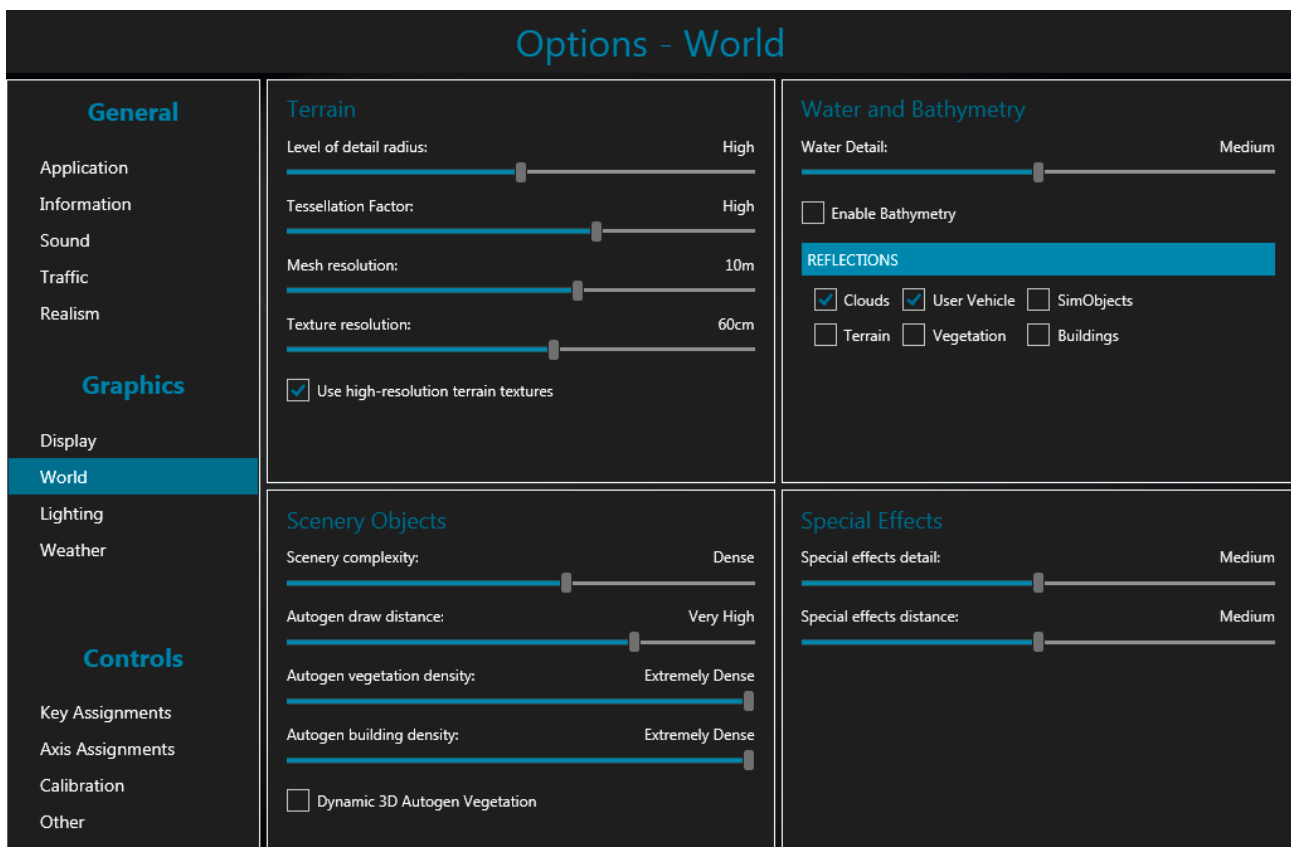 Options - World
General
Application
Information
Sound
Traffic
Realism
Graphics
Display
World
Lighting
Weather
Controls
Key Assignments
Axis Assignments
Calibration
Other
Terrain
Level of detail radius: High
Tessellation Factor: High
Mesh resolution: 10m
Texture resolution: 60cm
Use high-resolution terrain textures
Water and Bathymetry
Water Detail: Medium
Enable Bathymetry
REFLECTIONS
Clouds User Vehicle SimObjects
Terrain Vegetation Buildings
Scenery Objects
Scenery complexity: Dense
Autogen draw distance: Very High
Autogen vegetation density: Extremely Dense
Autogen building density: Extremely Dense
Dynamic 3D Autogen Vegetation
Special Effects
Special effects detail: Medium
Special effects distance: Medium